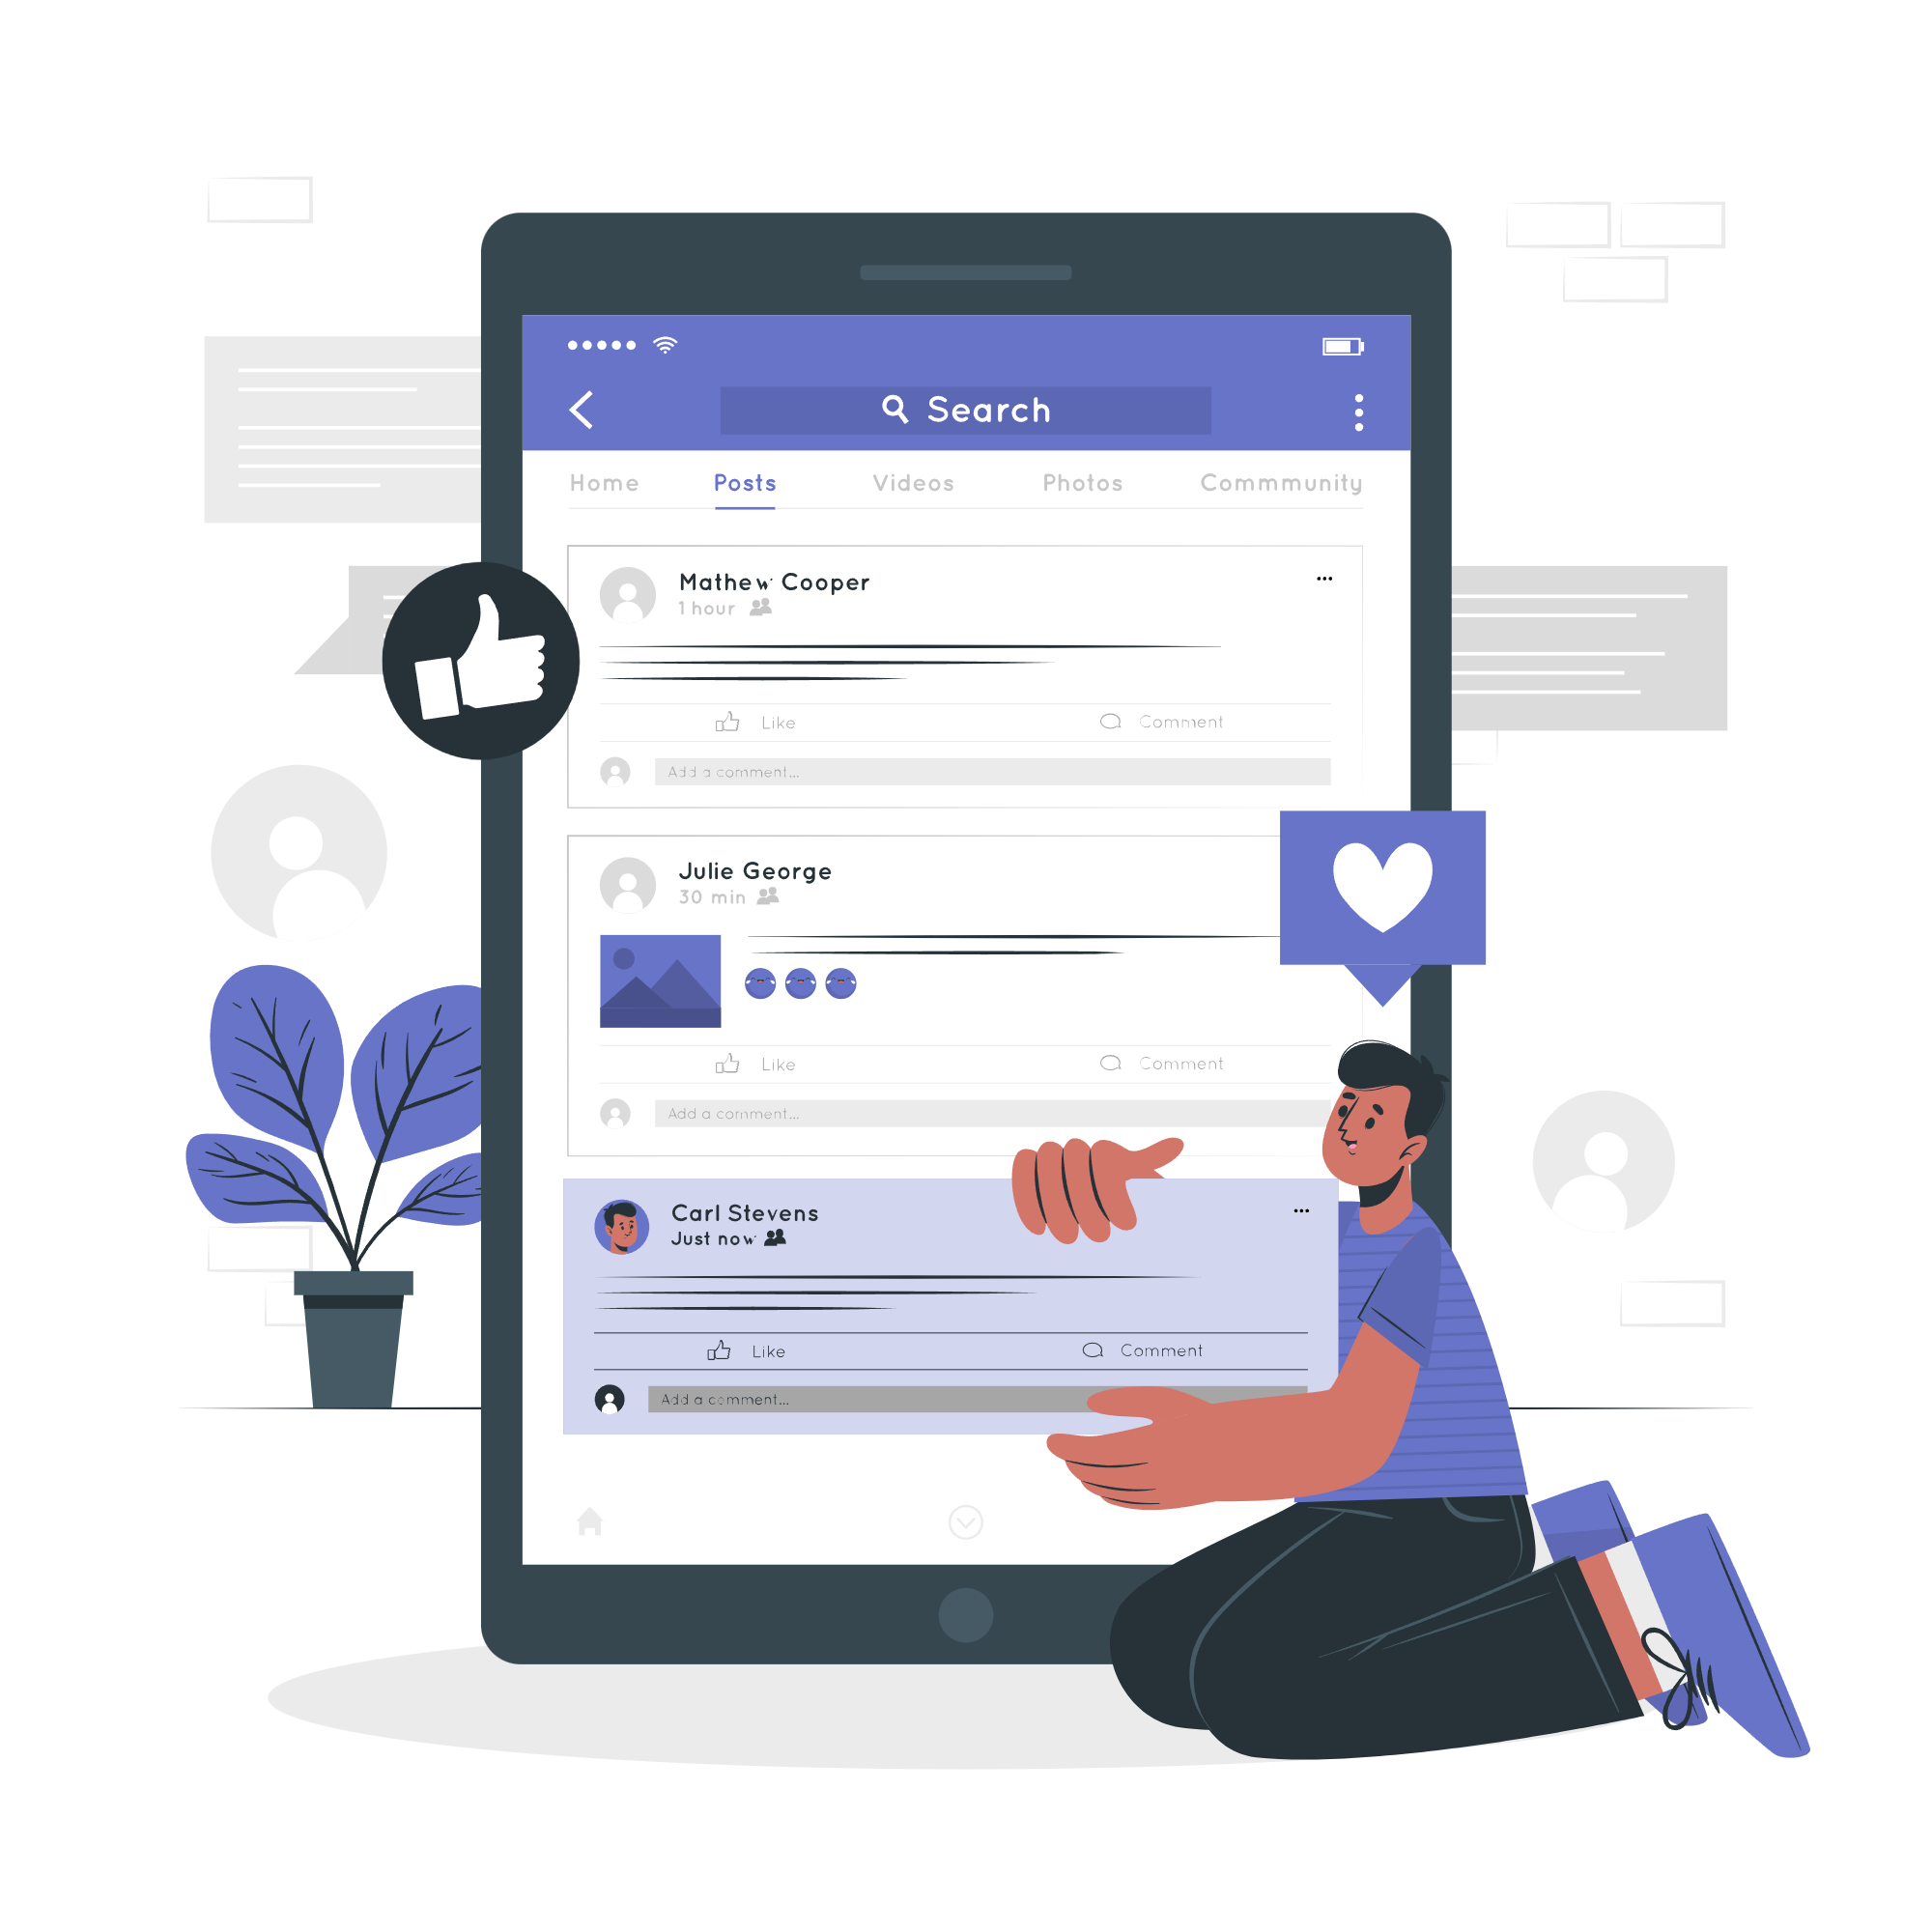 Search
Home Posts Videos Photos Commmunity
Mathew Cooper
1 hour
Like Comment
Add a comment...
Julie George
30 min
Like Comment
Add a comment...
Carl Stevens
Just now
Like Comment
Add a comment...